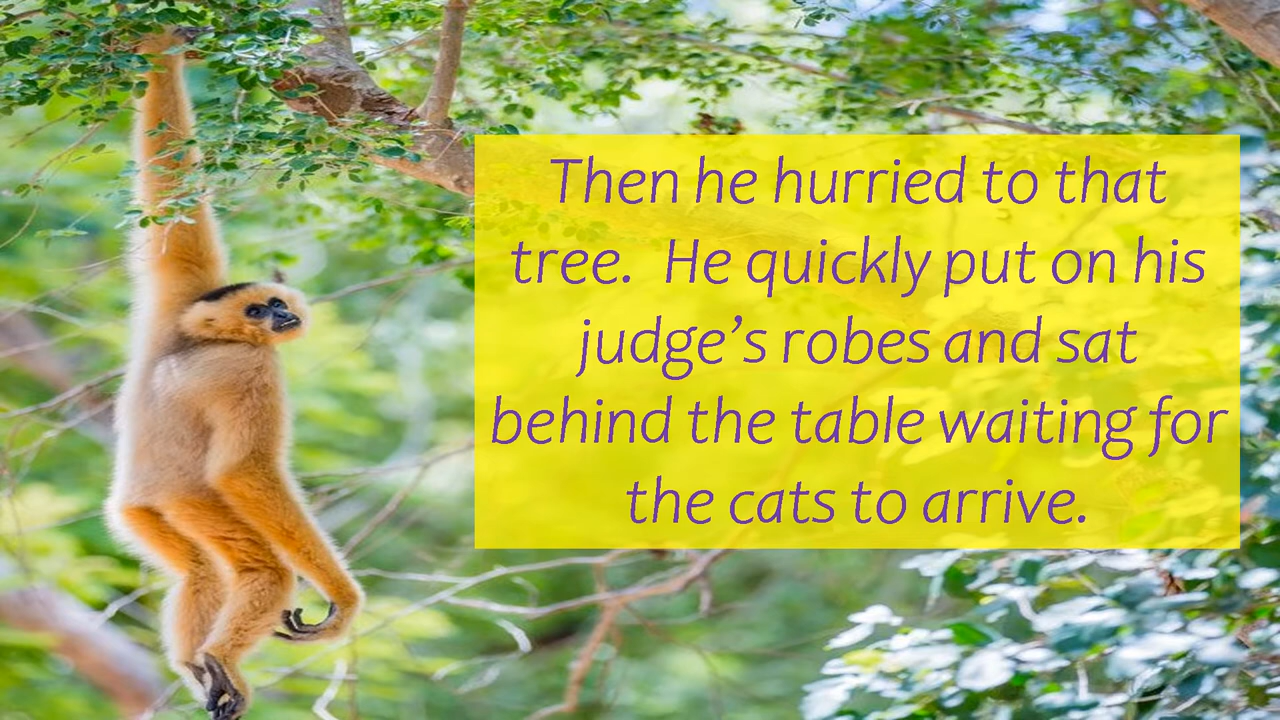 Then he hurried to that
tree.  He quickly put on his
judge’s robes and sat
behind the table waiting for
the cats to arrive.